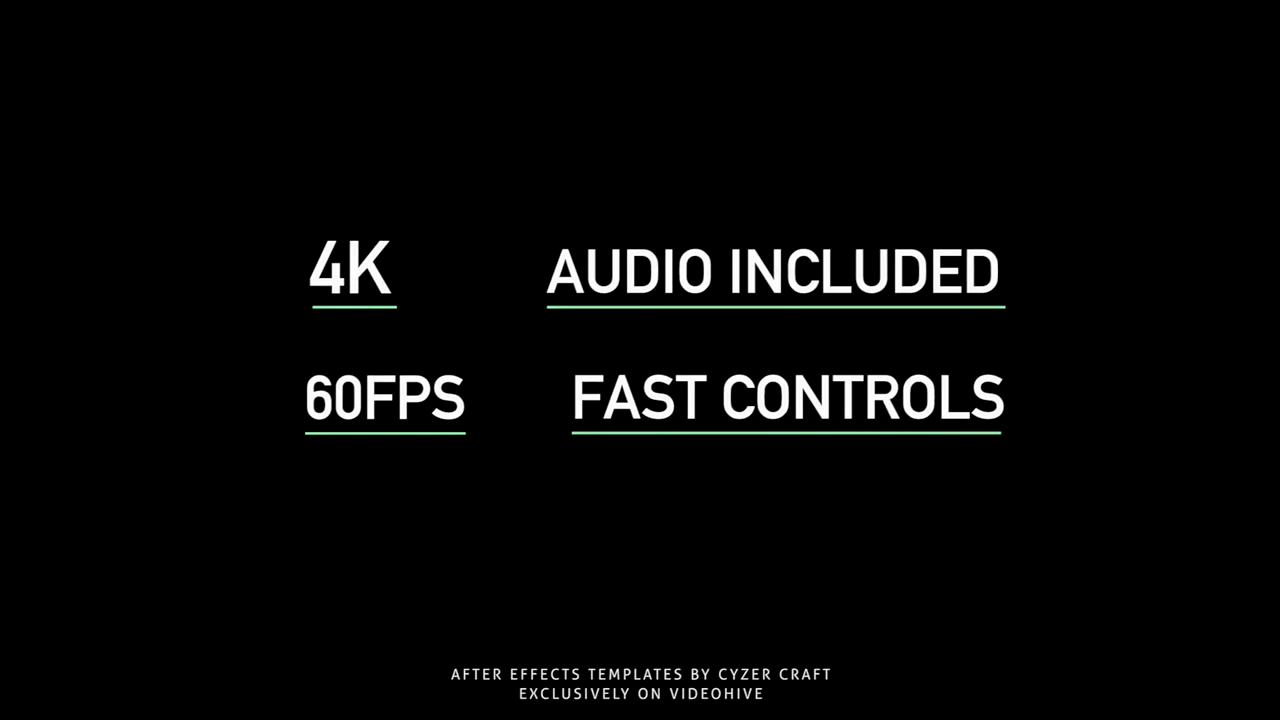 4K AUDIO INCLUDED
60FPS FAST CONTROLS
AFTER EFFECTS TEMPLATES BY CYZER CRAFT
EXCLUSIVELY ON VIDEOHIVE